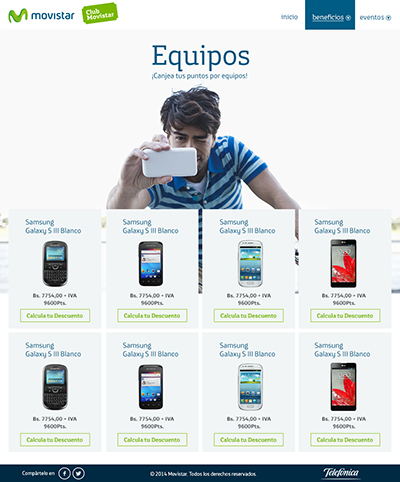 movistar
Club
Movistar
inicio
beneficios
eventos
Equipos
¡Canjea tus puntos por equipos!
Samsung
Galaxy S III Blanco
Bs. 7754,00 + IVA
9600Pts.
Calcula tu Descuento
Samsung
Galaxy S III Blanco
Bs. 7754,00 + IVA
9600Pts.
Calcula tu Descuento
Samsung
Galaxy S III Blanco
Bs. 7754,00 + IVA
9600Pts.
Calcula tu Descuento
Samsung
Galaxy S III Blanco
Bs. 7754,00 + IVA
9600Pts.
Calcula tu Descuento
Samsung
Galaxy S III Blanco
Bs. 7754,00 + IVA
9600Pts.
Calcula tu Descuento
Samsung
Galaxy S III Blanco
Bs. 7754,00 + IVA
9600Pts.
Calcula tu Descuento
Samsung
Galaxy S III Blanco
Bs. 7754,00 + IVA
9600Pts.
Calcula tu Descuento
Samsung
Galaxy S III Blanco
Bs. 7754,00 + IVA
9600Pts.
Calcula tu Descuento
Compártelo en
© 2014 Movistar. Todos los derechos reservados.
Telefónica